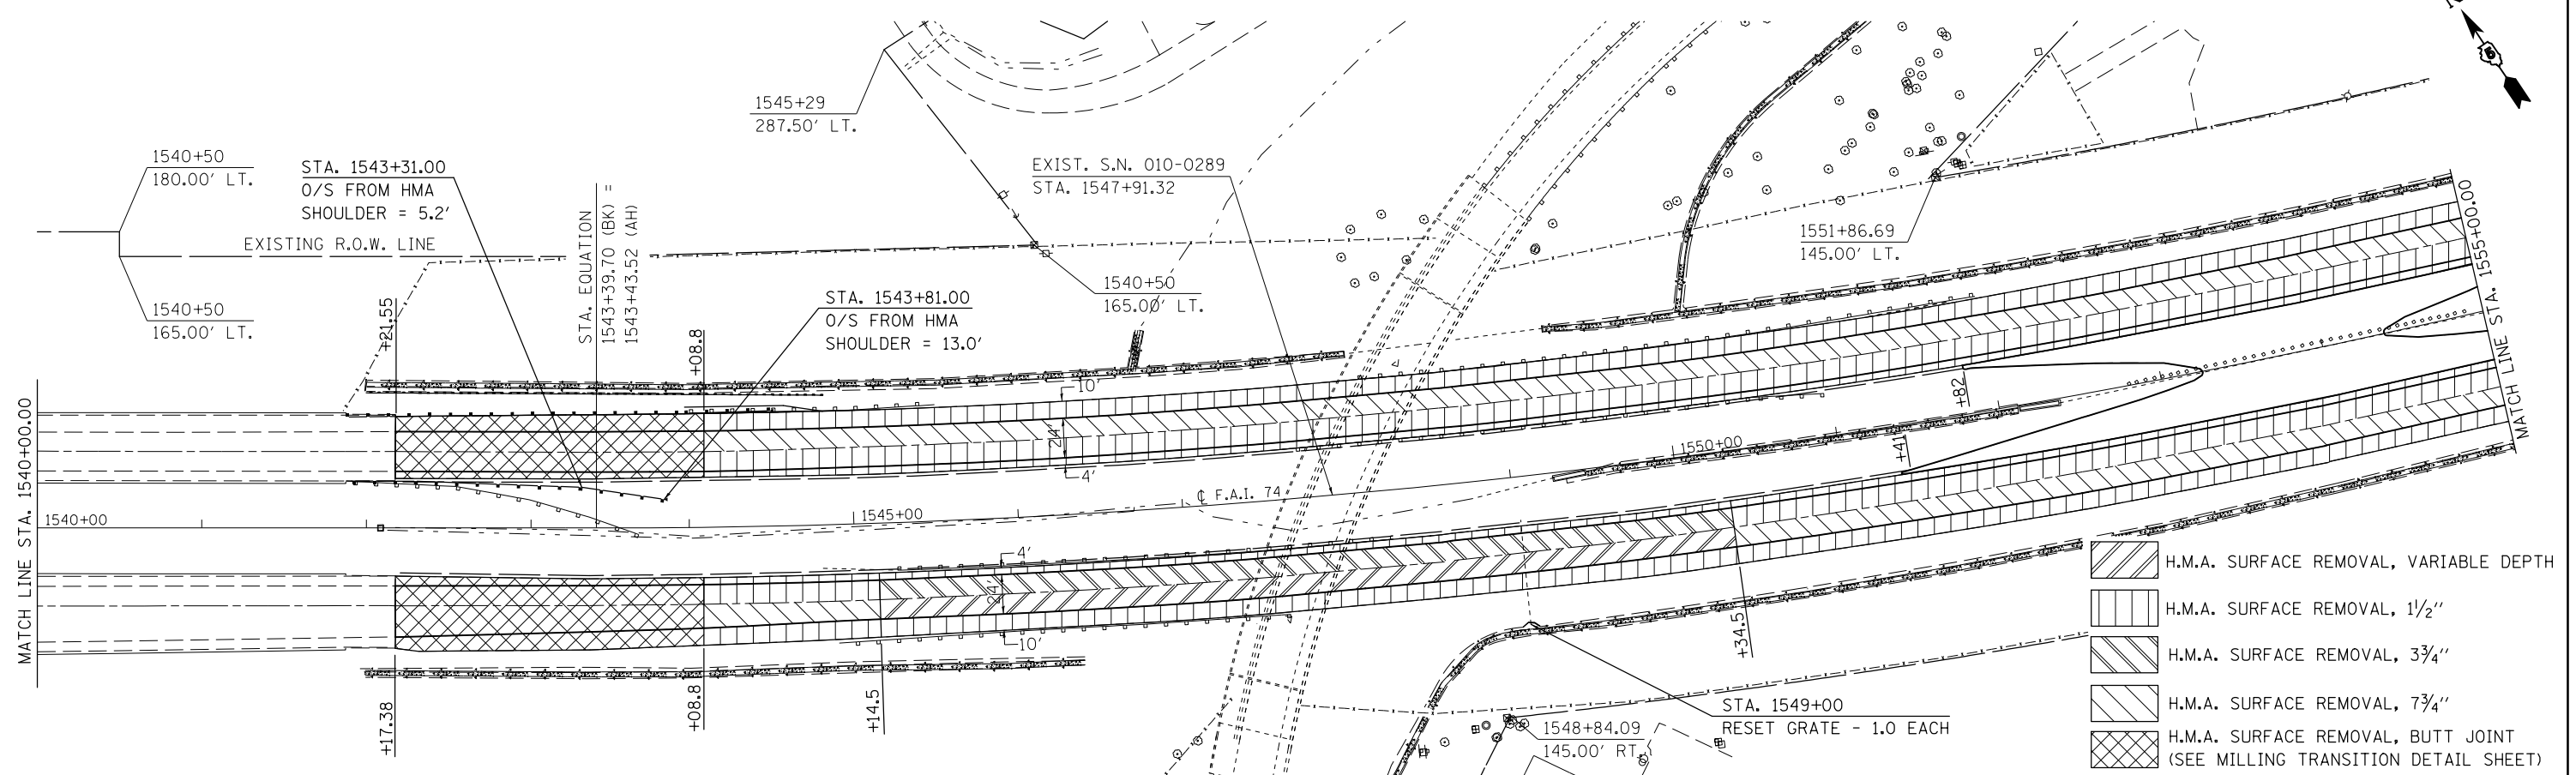 1545+29
287.50' LT.
1540+50
180.00' LT.
STA. 1543+31.00
O/S FROM HMA
SHOULDER = 5.2'
EXISTING R.O.W. LINE
1540+50
165.00' LT.
STA. EQUATION
1543+39.70 (BK) =
1543+43.52 (AH)
EXIST. S.N. 010-0289
STA. 1547+91.32
1540+50
165.00' LT.
STA. 1543+81.00
O/S FROM HMA
SHOULDER = 13.0'
1551+86.69
145.00' LT.
+21.55
+08.8
MATCH LINE STA. 1540+00.00
MATCH LINE STA. 1555+00.00
10'
24'
4'
+82
+41
1540+00
1545+00
℄ F.A.I. 74
1550+00
4'
24'
10'
+17.38
+08.8
+14.5
+34.5
STA. 1549+00
RESET GRATE - 1.0 EACH
1548+84.09
145.00' RT.
H.M.A. SURFACE REMOVAL, VARIABLE DEPTH
H.M.A. SURFACE REMOVAL, 1½"
H.M.A. SURFACE REMOVAL, 3¾"
H.M.A. SURFACE REMOVAL, 7¾"
H.M.A. SURFACE REMOVAL, BUTT JOINT
(SEE MILLING TRANSITION DETAIL SHEET)